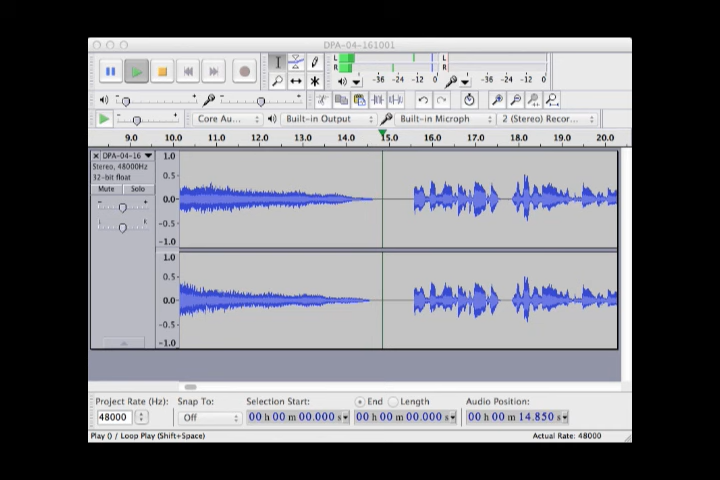 DPA-04-161001
L
R
-36 -24 -12 0
L
R
-36 -24 -12 0
Core Au...
Built-in Output
Built-in Microph
2 (Stereo) Recor...
9.0 10.0 11.0 12.0 13.0 14.0 15.0 16.0 17.0 18.0 19.0 20.0
DPA-04-16
Stereo, 48000Hz
32-bit float
Mute Solo
- +
L R
1.0
0.5
0.0
-0.5
-1.0
1.0
0.5
0.0
-0.5
-1.0
Project Rate (Hz): Snap To: Selection Start: End Length Audio Position:
48000 Off 00 h 00 m 00.000 s 00 h 00 m 00.000 s 00 h 00 m 14.850 s
Play () / Loop Play (Shift+Space) Actual Rate: 48000